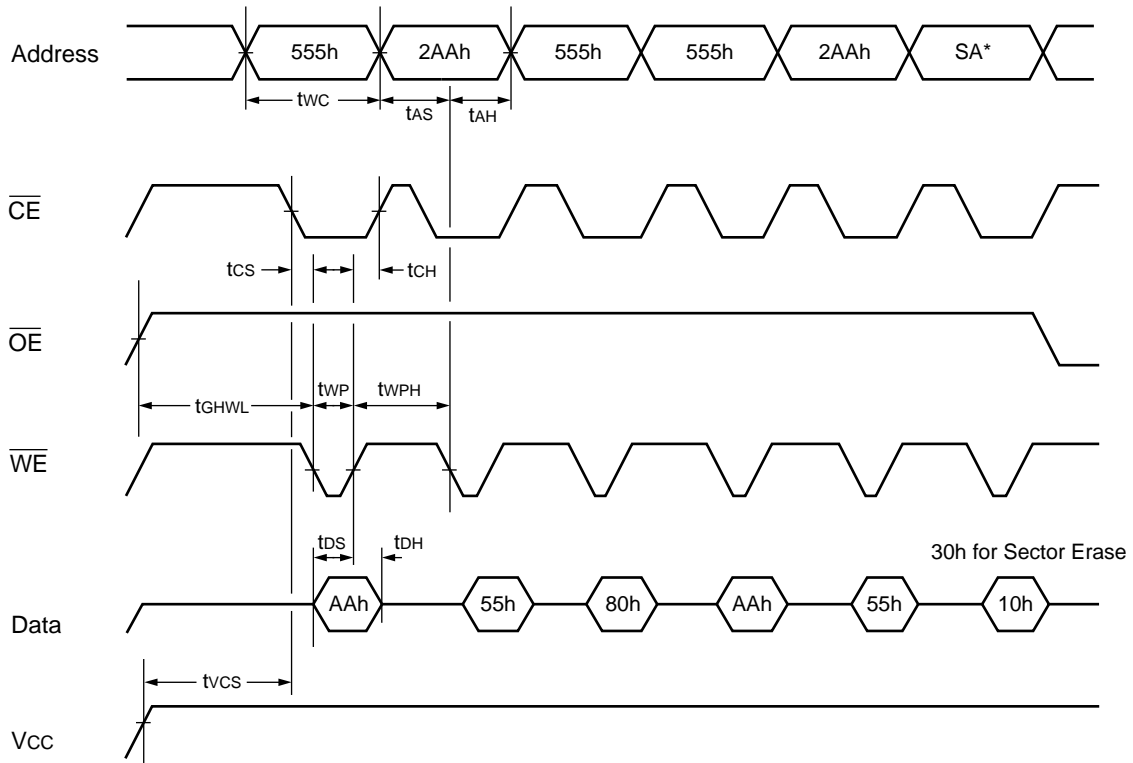 Address 555h 2AAh 555h 555h 2AAh SA*
tWC tAS tAH
CE
tCS tCH
OE
tGHWL tWP tWPH
WE
tDS tDH
30h for Sector Erase
Data AAh 55h 80h AAh 55h 10h
tVCS
VCC